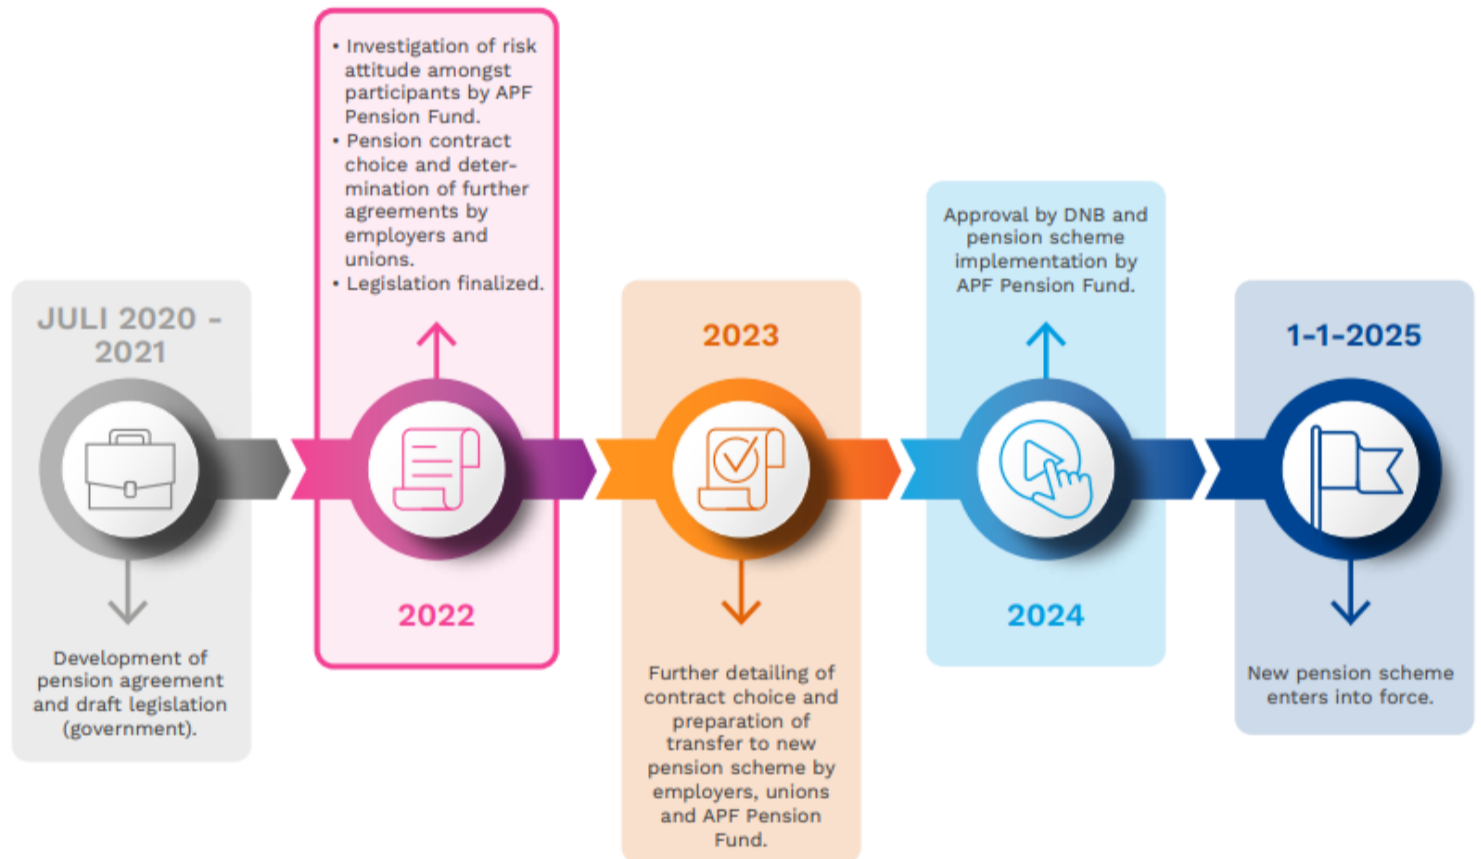 JULI 2020 -
2021
Development of
pension agreement
and draft legislation
(government).
• Investigation of risk
attitude amongst
participants by APF
Pension Fund.
• Pension contract
choice and deter-
mination of further
agreements by
employers and
unions.
• Legislation finalized.
2022
2023
Further detailing of
contract choice and
preparation of
transfer to new
pension scheme by
employers, unions
and APF Pension
Fund.
Approval by DNB and
pension scheme
implementation by
APF Pension Fund.
2024
1-1-2025
New pension scheme
enters into force.